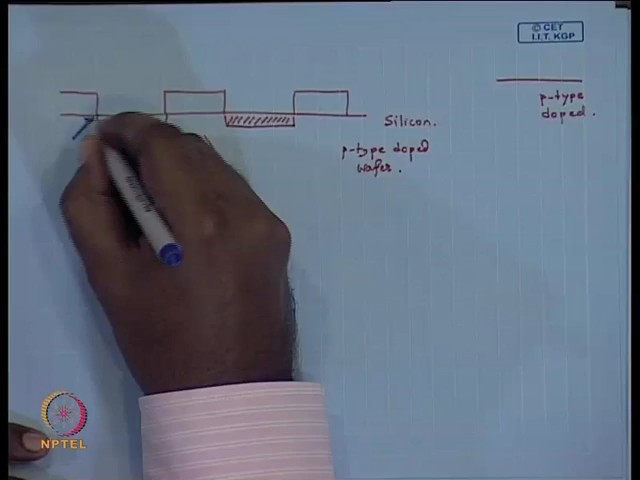 © CET
I.I.T. KGP
p-type
doped.
Silicon.
p-type doped
wafer.
NPTEL